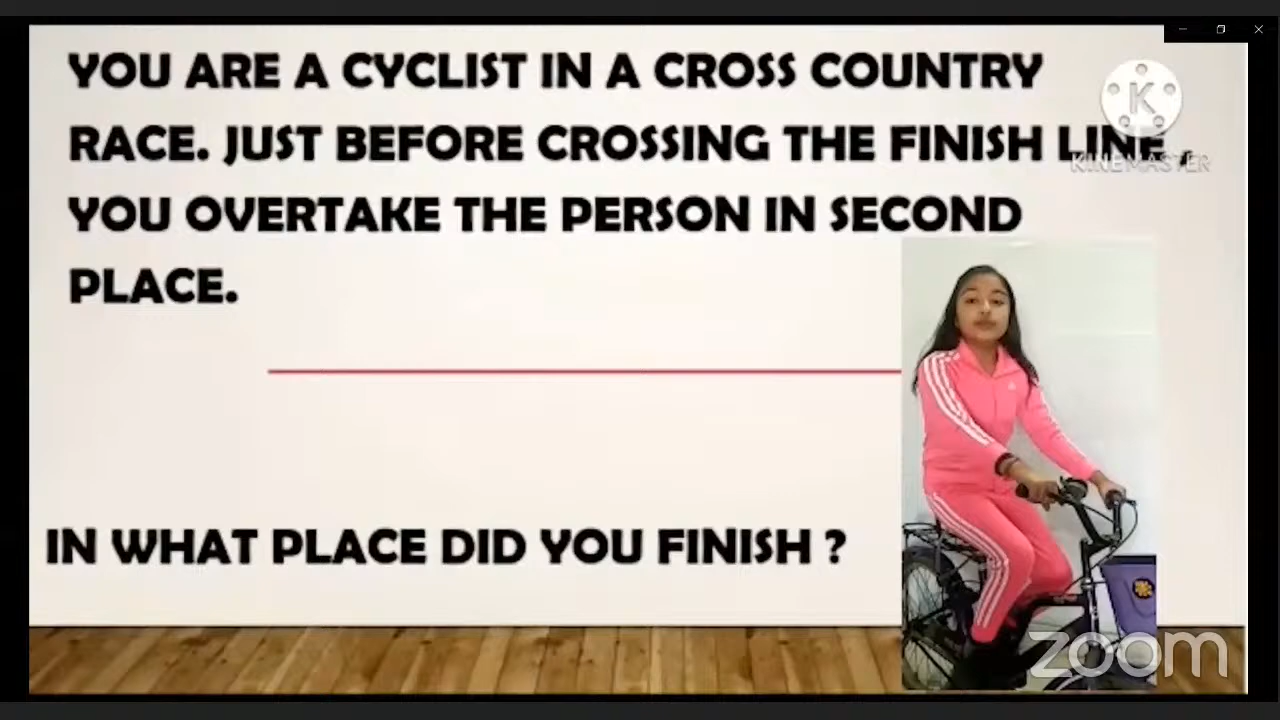 YOU ARE A CYCLIST IN A CROSS COUNTRY
RACE. JUST BEFORE CROSSING THE FINISH LINE,
YOU OVERTAKE THE PERSON IN SECOND
PLACE.
IN WHAT PLACE DID YOU FINISH ?
K
KINEMASTER
zoom